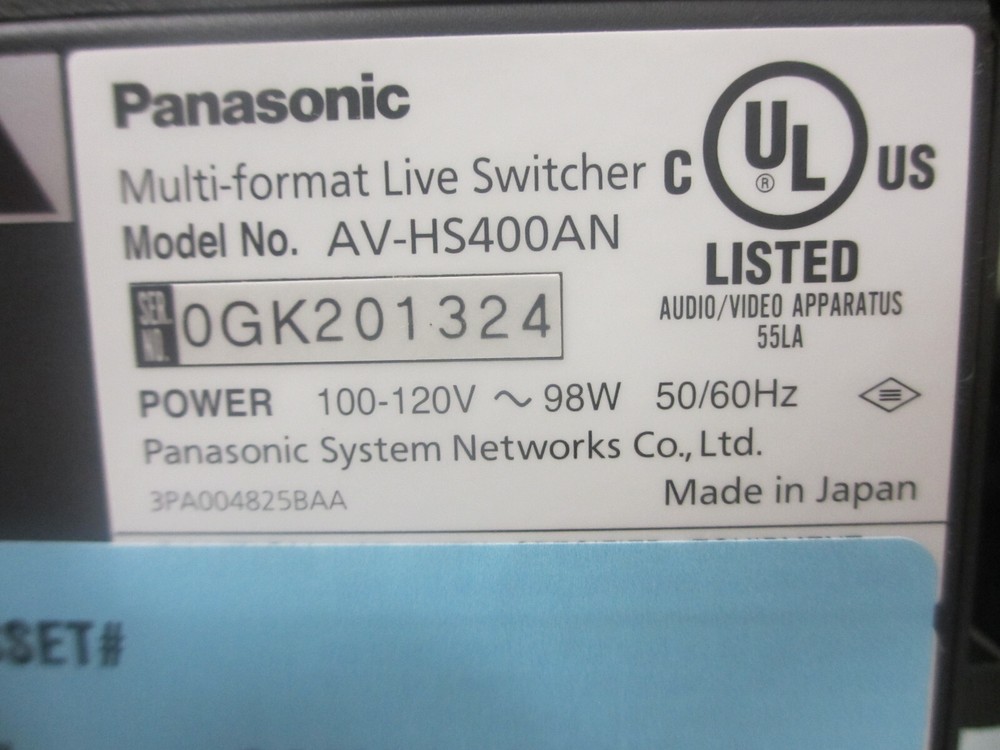 Panasonic
Multi-format Live Switcher
Model No. AV-HS400AN
SER. NO. 0GK201324
C UL® US
LISTED
AUDIO/VIDEO APPARATUS
55LA
POWER 100-120V ~ 98W 50/60Hz
Panasonic System Networks Co., Ltd.
3PA004825BAA
Made in Japan
SSET#